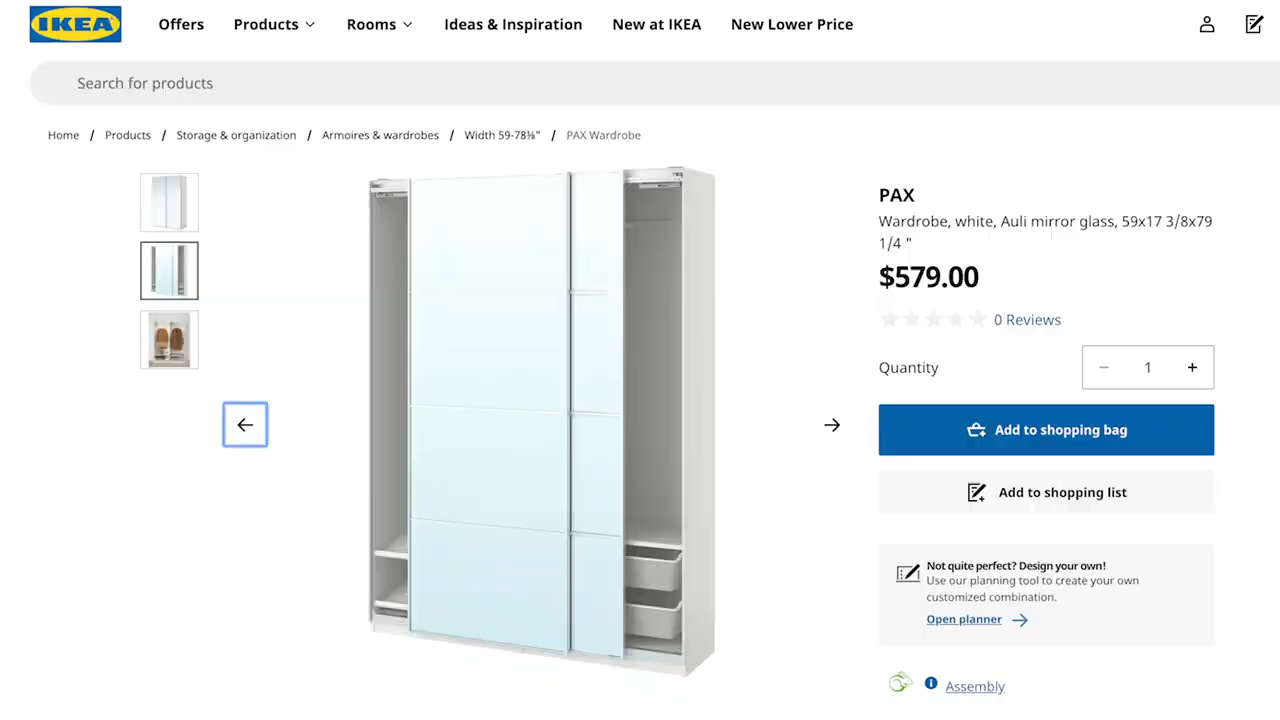 IKEA
Offers
Products
Rooms
Ideas & Inspiration
New at IKEA
New Lower Price
Search for products
Home / Products / Storage & organization / Armoires & wardrobes / Width 59-78⅜" / PAX Wardrobe
PAX
Wardrobe, white, Auli mirror glass, 59x17 3/8x79
1/4 "
$579.00
0 Reviews
Quantity
1
Add to shopping bag
Add to shopping list
Not quite perfect? Design your own!
Use our planning tool to create your own
customized combination.
Open planner
Assembly